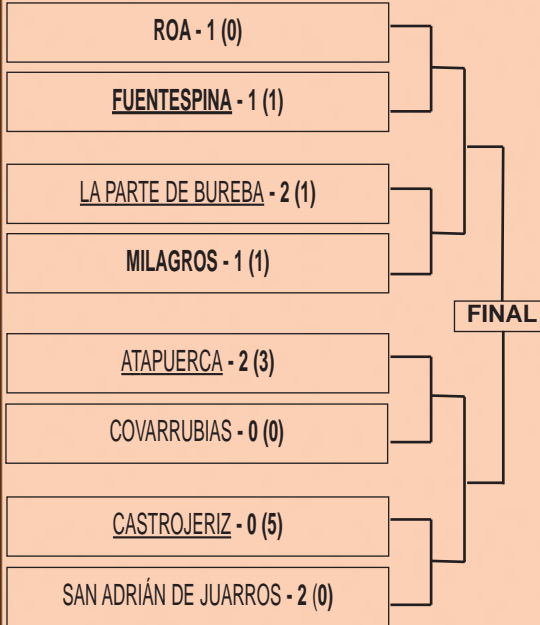 ROA - 1 (0)
FUENTESPINA - 1 (1)
LA PARTE DE BUREBA - 2 (1)
MILAGROS - 1 (1)
FINAL
ATAPUERCA - 2 (3)
COVARRUBIAS - 0 (0)
CASTROJERIZ - 0 (5)
SAN ADRIÁN DE JUARROS - 2 (0)